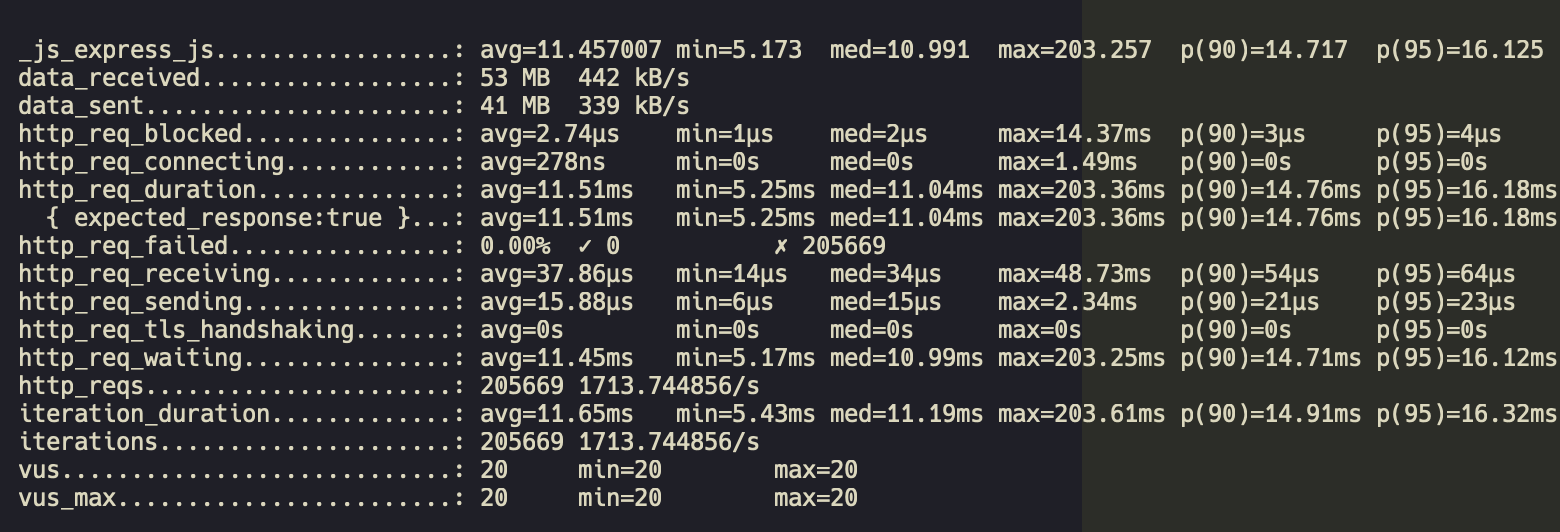 _js_express_js.................: avg=11.457007 min=5.173  med=10.991  max=203.257  p(90)=14.717  p(95)=16.125
data_received..................: 53 MB  442 kB/s
data_sent......................: 41 MB  339 kB/s
http_req_blocked...............: avg=2.74µs    min=1µs    med=2µs     max=14.37ms  p(90)=3µs      p(95)=4µs
http_req_connecting............: avg=278ns     min=0s     med=0s      max=1.49ms   p(90)=0s       p(95)=0s
http_req_duration..............: avg=11.51ms   min=5.25ms med=11.04ms max=203.36ms p(90)=14.76ms p(95)=16.18ms
  { expected_response:true }...: avg=11.51ms   min=5.25ms med=11.04ms max=203.36ms p(90)=14.76ms p(95)=16.18ms
http_req_failed................: 0.00%  ✓ 0           ✗ 205669
http_req_receiving.............: avg=37.86µs   min=14µs   med=34µs    max=48.73ms  p(90)=54µs     p(95)=64µs
http_req_sending...............: avg=15.88µs   min=6µs    med=15µs    max=2.34ms   p(90)=21µs     p(95)=23µs
http_req_tls_handshaking.......: avg=0s        min=0s     med=0s      max=0s       p(90)=0s       p(95)=0s
http_req_waiting...............: avg=11.45ms   min=5.17ms med=10.99ms max=203.25ms p(90)=14.71ms p(95)=16.12ms
http_reqs......................: 205669 1713.744856/s
iteration_duration.............: avg=11.65ms   min=5.43ms med=11.19ms max=203.61ms p(90)=14.91ms p(95)=16.32ms
iterations.....................: 205669 1713.744856/s
vus............................: 20     min=20        max=20
vus_max........................: 20     min=20        max=20